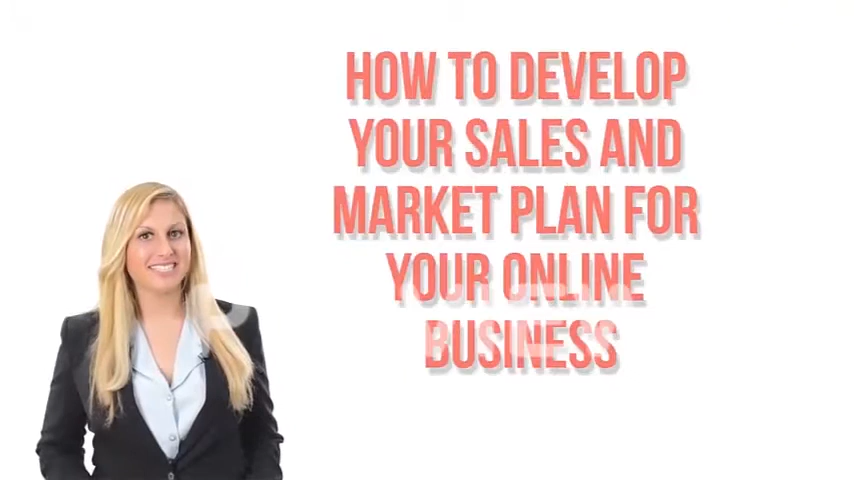 HOW TO DEVELOP
YOUR SALES AND
MARKET PLAN FOR
YOUR ONLINE
BUSINESS